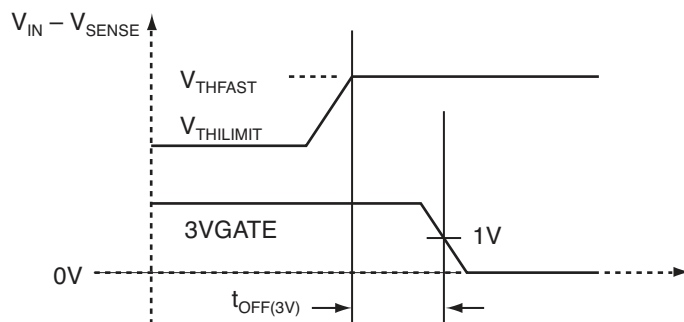 V_IN – V_SENSE
V_THFAST
V_THILIMIT
3VGATE
1V
0V
t_OFF(3V)